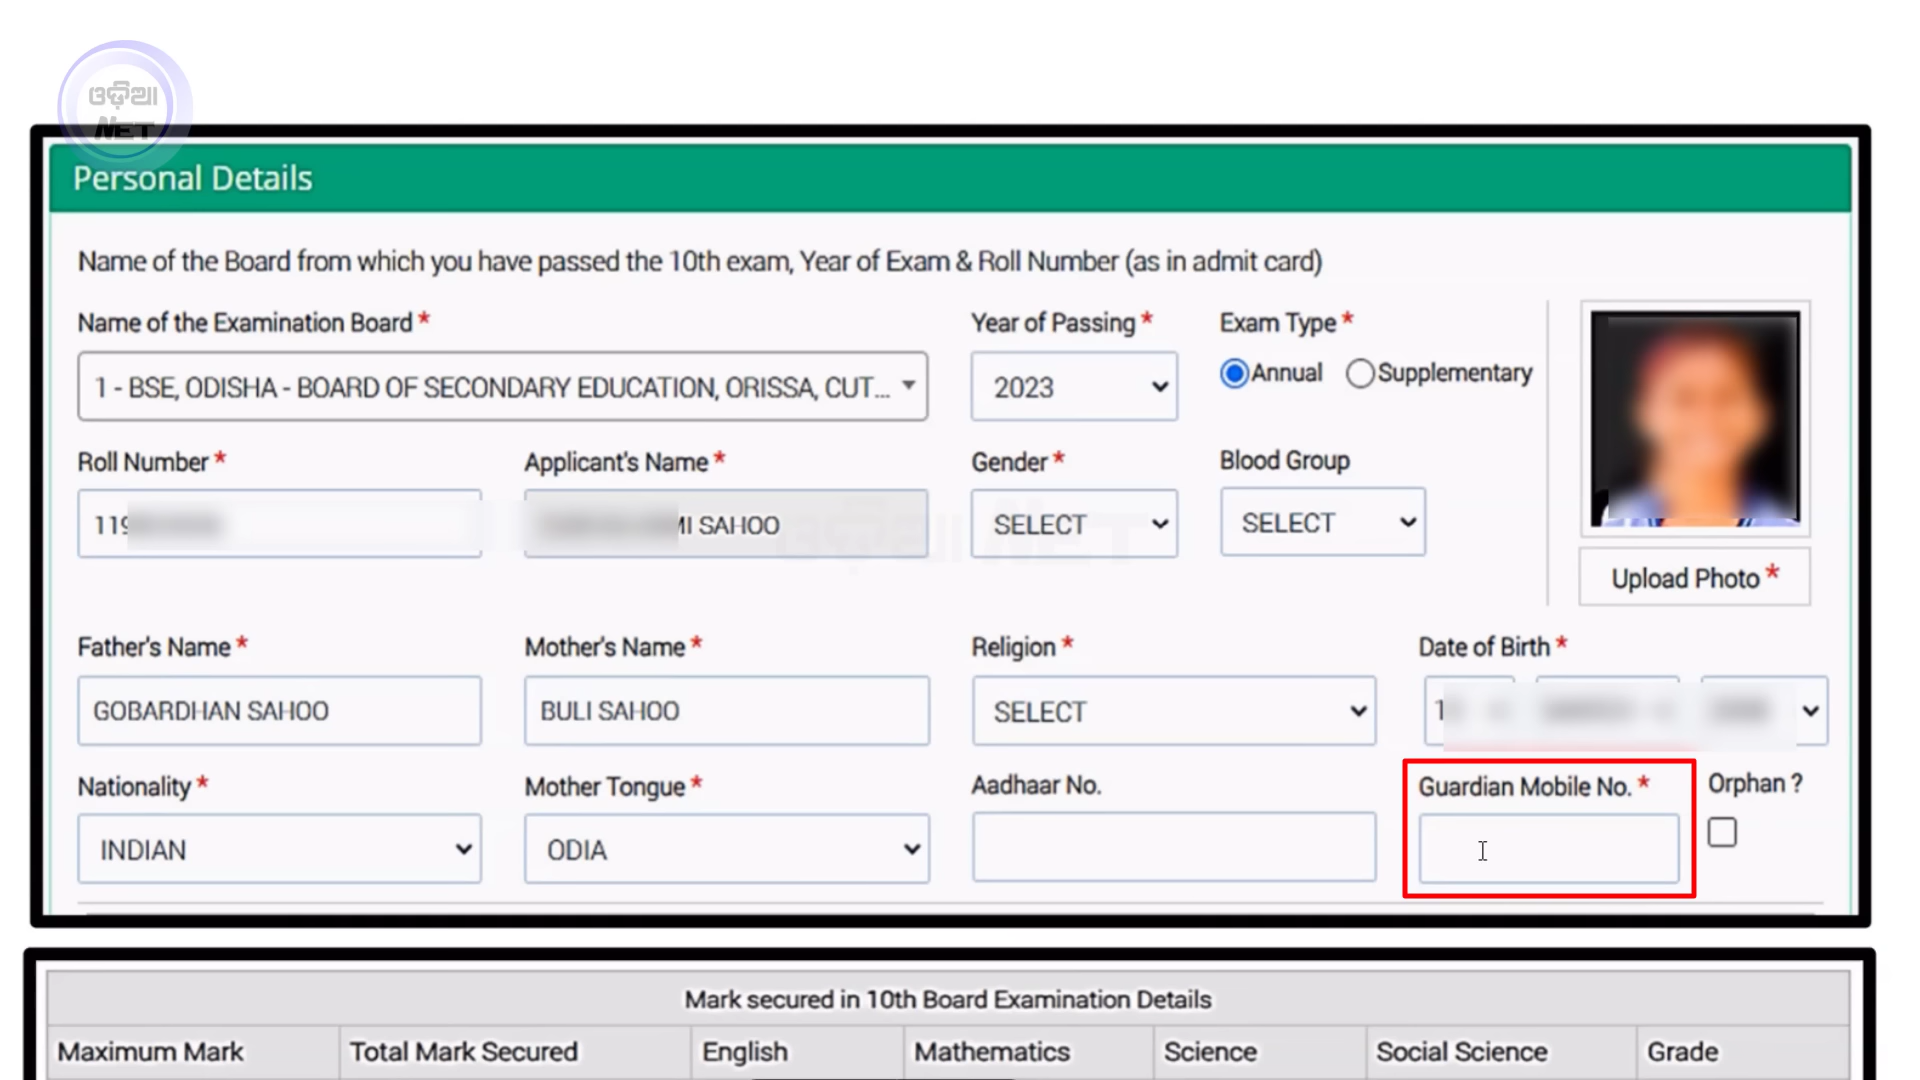 ଓଡ଼ିଆ
NET
Personal Details
Name of the Board from which you have passed the 10th exam, Year of Exam & Roll Number (as in admit card)
Name of the Examination Board * Year of Passing * Exam Type *
1 - BSE, ODISHA - BOARD OF SECONDARY EDUCATION, ORISSA, CUT... 2023 Annual Supplementary
Roll Number * Applicant's Name * Gender * Blood Group
119 MI SAHOO SELECT SELECT
Upload Photo *
Father's Name * Mother's Name * Religion * Date of Birth *
GOBARDHAN SAHOO BULI SAHOO SELECT 1
Nationality * Mother Tongue * Aadhaar No. Guardian Mobile No. * Orphan ?
INDIAN ODIA
Mark secured in 10th Board Examination Details
Maximum Mark Total Mark Secured English Mathematics Science Social Science Grade